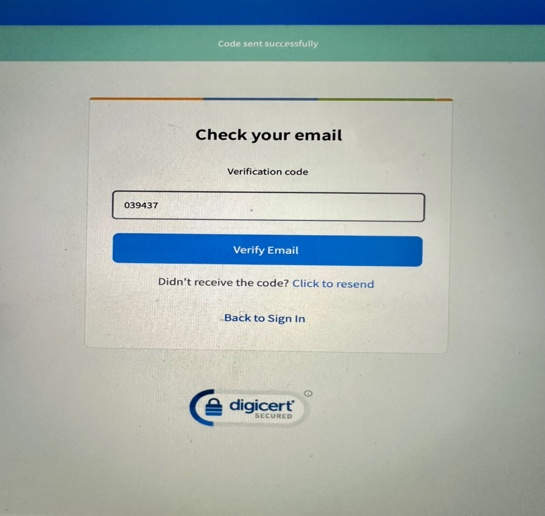 Code sent successfully
Check your email
Verification code
039437
Verify Email
Didn't receive the code? Click to resend
Back to Sign In
digicert
SECURED